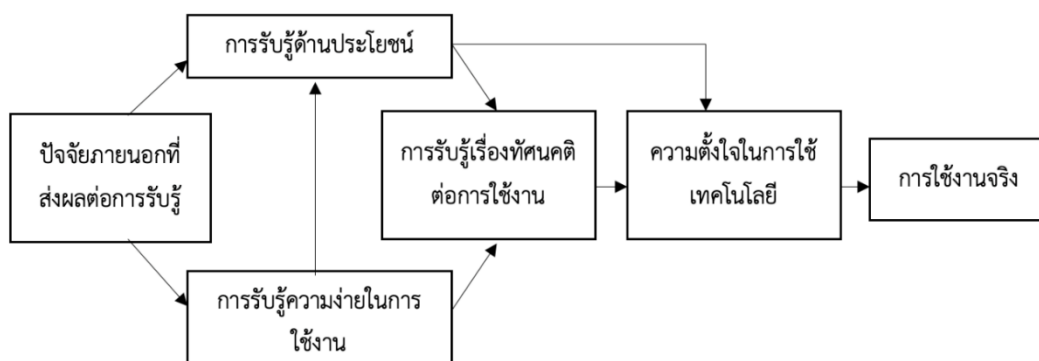 การรับรู้ด้านประโยชน์
ปัจจัยภายนอกที่
ส่งผลต่อการรับรู้
การรับรู้เรื่องทัศนคติ
ต่อการใช้งาน
ความตั้งใจในการใช้
เทคโนโลยี
การใช้งานจริง
การรับรู้ความง่ายในการ
ใช้งาน